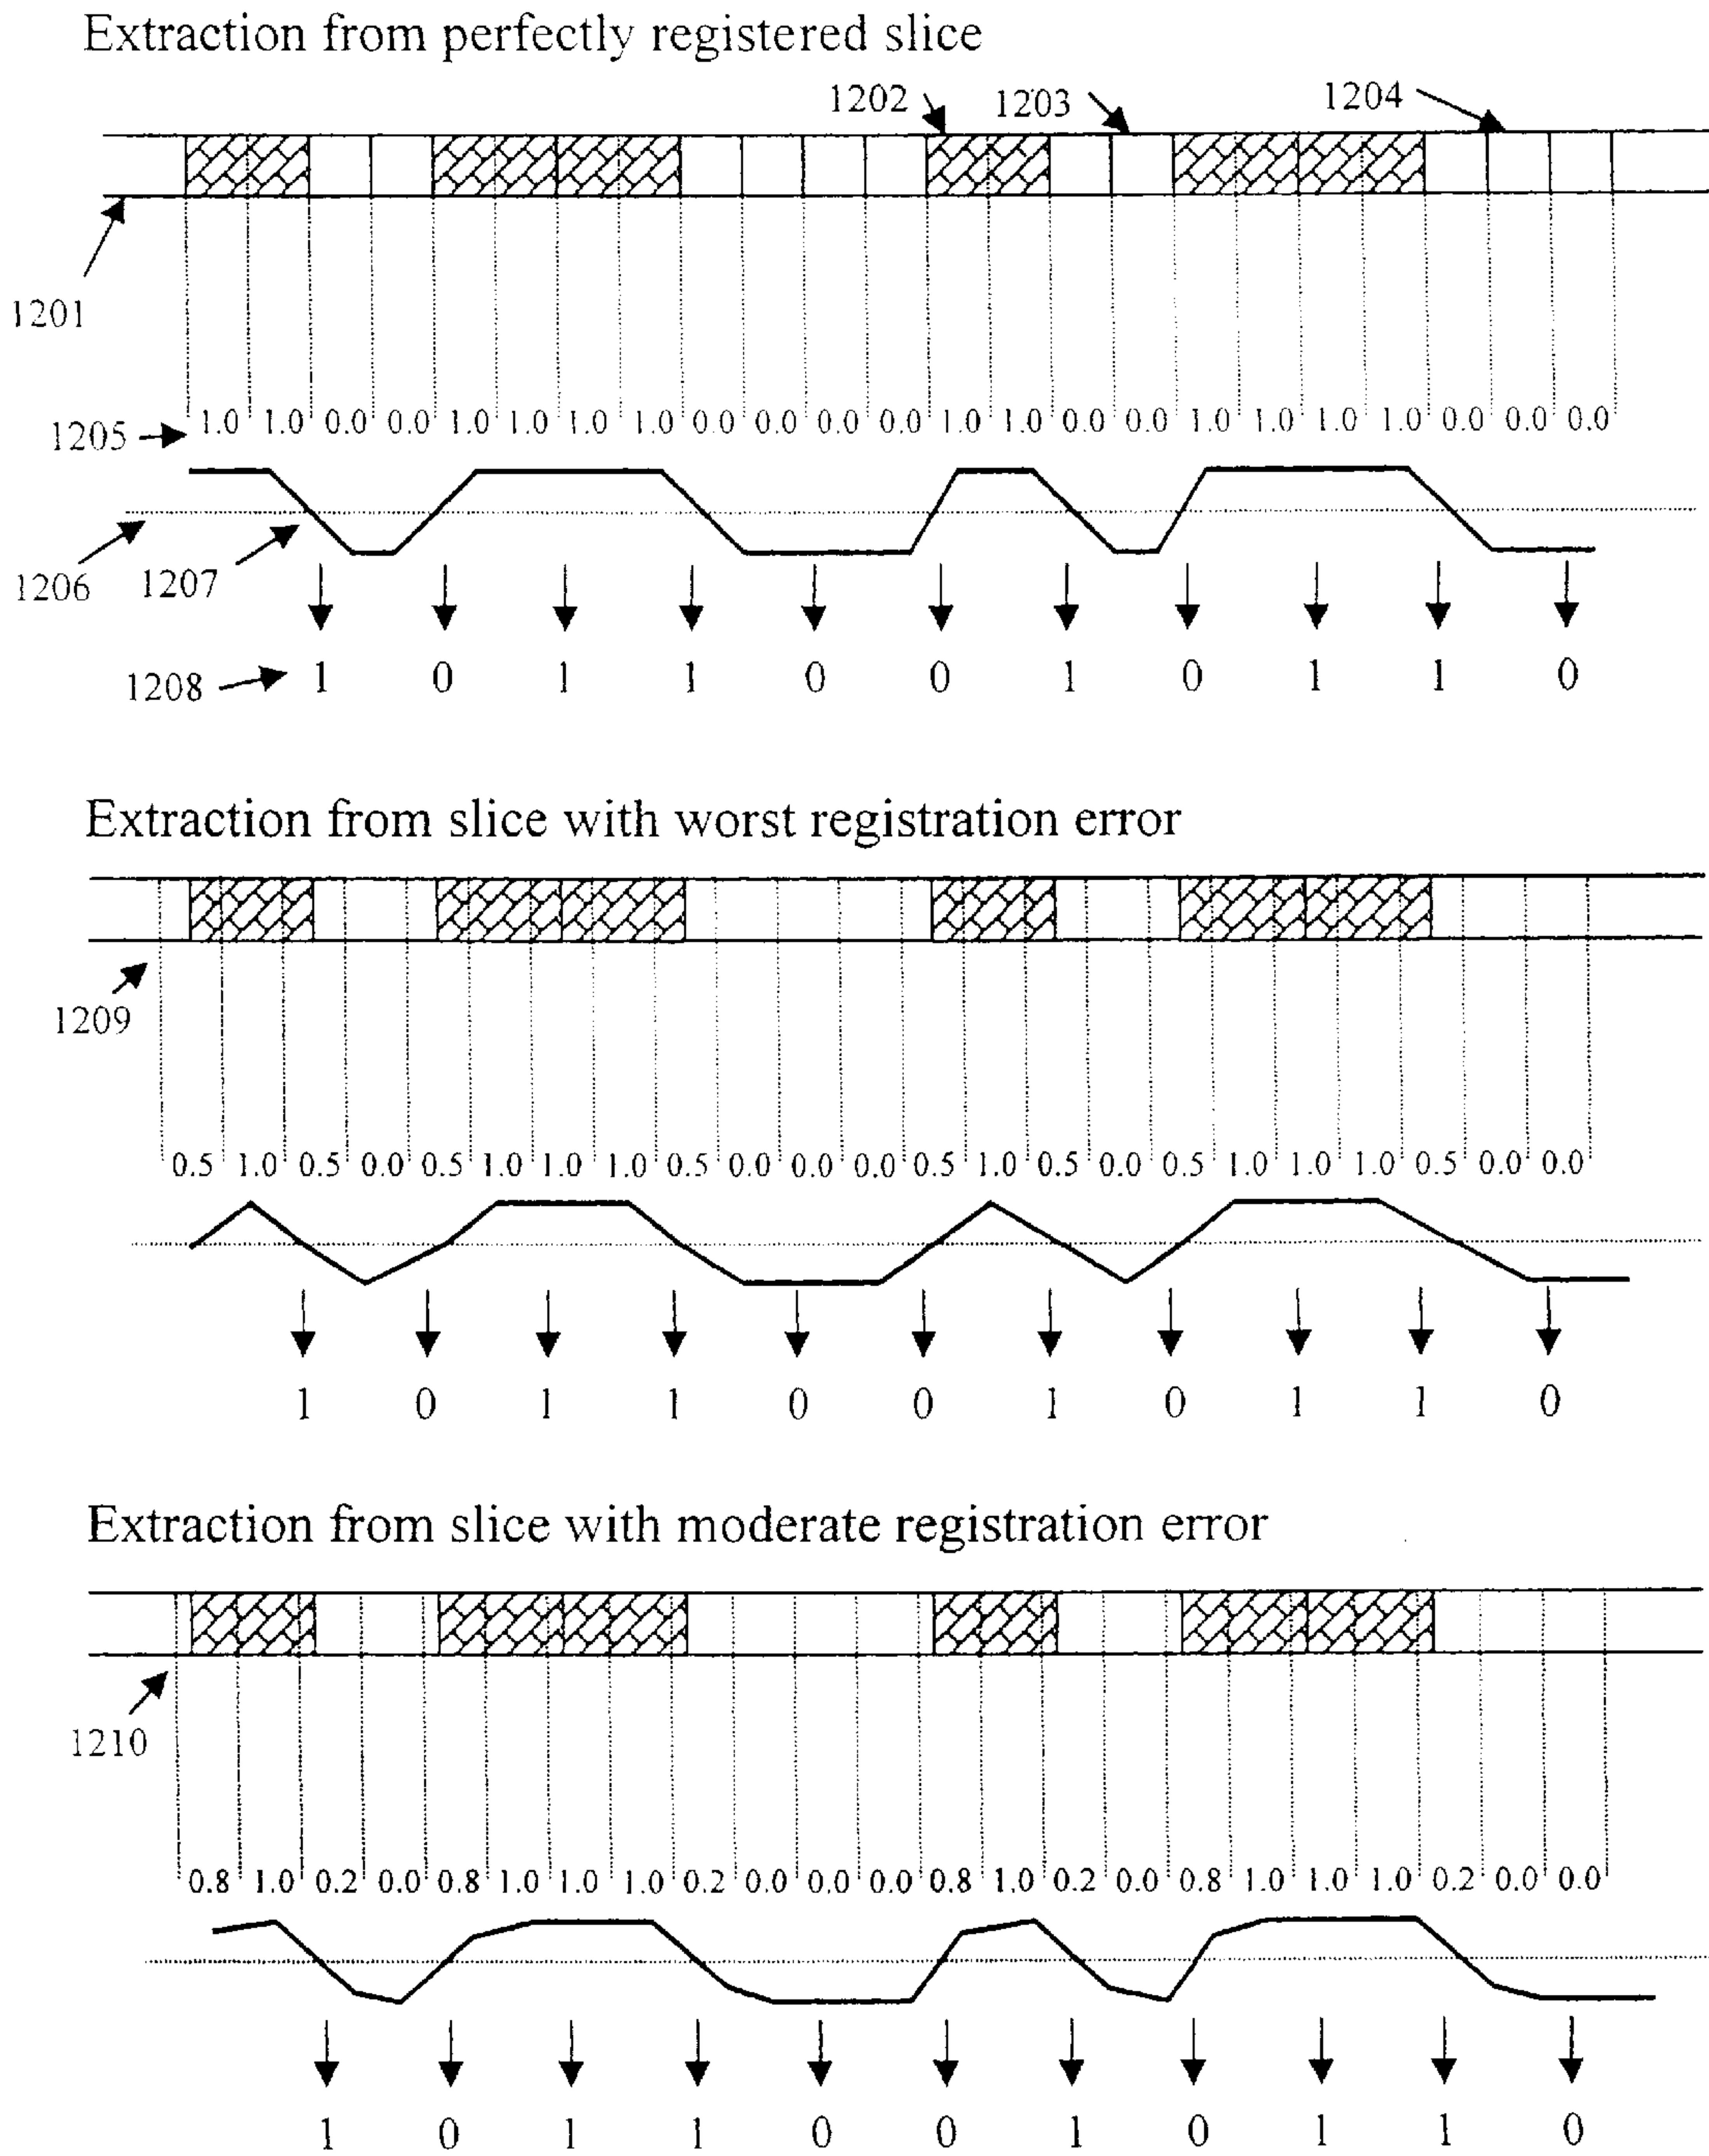 Extraction from perfectly registered slice
1202 1203 1204
1201
1205 1.0 1.0 0.0 0.0 1.0 1.0 1.0 1.0 0.0 0.0 0.0 0.0 1.0 1.0 0.0 0.0 1.0 1.0 1.0 1.0 0.0 0.0 0.0
1206 1207
1208 1 0 1 1 0 0 1 0 1 1 0
Extraction from slice with worst registration error
1209
0.5 1.0 0.5 0.0 0.5 1.0 1.0 1.0 0.5 0.0 0.0 0.0 0.5 1.0 0.5 0.0 0.5 1.0 1.0 1.0 0.5 0.0 0.0
1 0 1 1 0 0 1 0 1 1 0
Extraction from slice with moderate registration error
1210
0.8 1.0 0.2 0.0 0.8 1.0 1.0 1.0 0.2 0.0 0.0 0.0 0.8 1.0 0.2 0.0 0.8 1.0 1.0 1.0 0.2 0.0 0.0
1 0 1 1 0 0 1 0 1 1 0